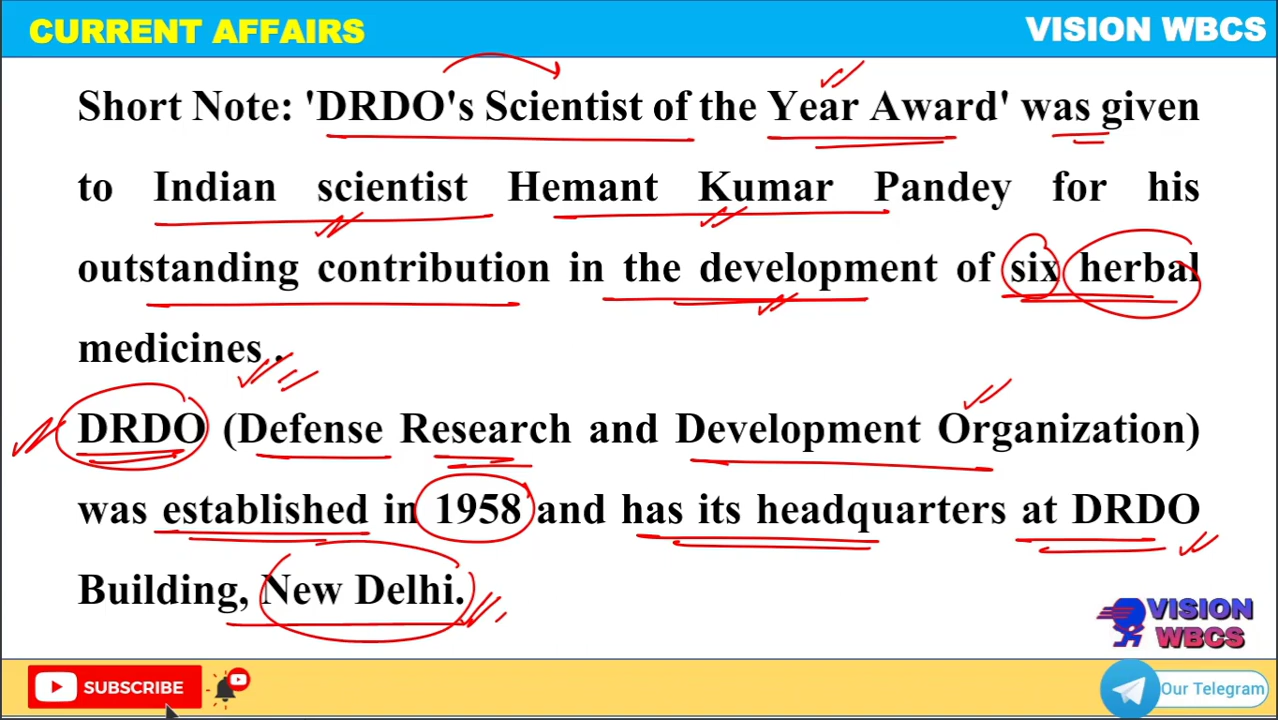 CURRENT AFFAIRS
VISION WBCS
Short Note: 'DRDO's Scientist of the Year Award' was given
to Indian scientist Hemant Kumar Pandey for his
outstanding contribution in the development of six herbal
medicines .
DRDO (Defense Research and Development Organization)
was established in 1958 and has its headquarters at DRDO
Building, New Delhi.
VISION
WBCS
SUBSCRIBE
Our Telegram